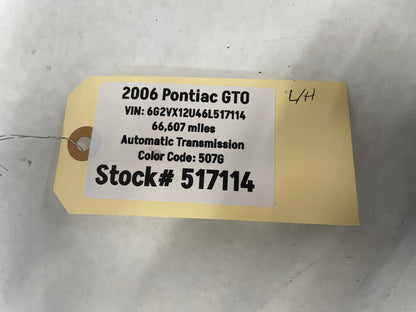 2006 Pontiac GTO
L/H
VIN: 6G2VX12U46L517114
66,607 miles
Automatic Transmission
Color Code: 507G
Stock# 517114